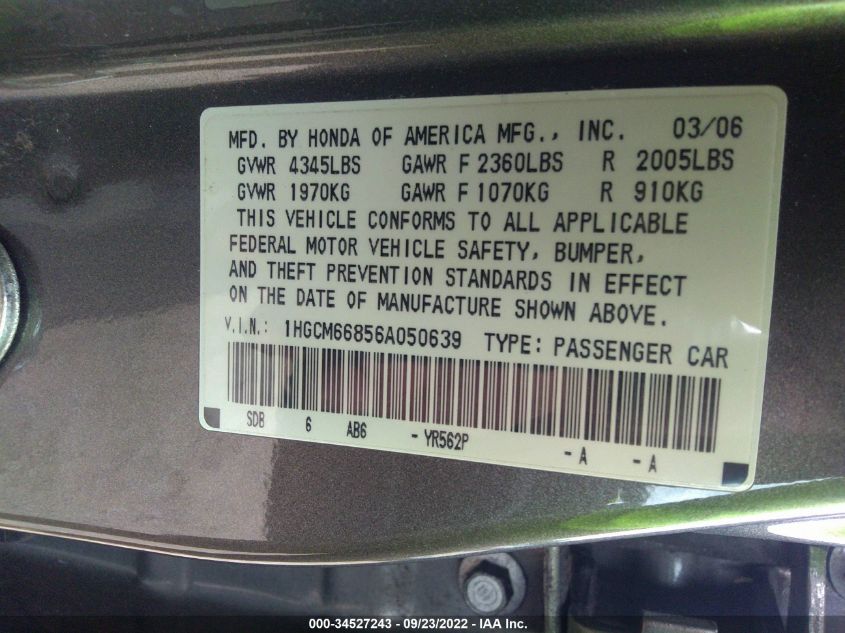 MFD. BY HONDA OF AMERICA MFG., INC. 03/06
GVWR 4345LBS GAWR F 2360LBS R 2005LBS
GVWR 1970KG GAWR F 1070KG R 910KG
THIS VEHICLE CONFORMS TO ALL APPLICABLE
FEDERAL MOTOR VEHICLE SAFETY, BUMPER,
AND THEFT PREVENTION STANDARDS IN EFFECT
ON THE DATE OF MANUFACTURE SHOWN ABOVE.
V.I.N.: 1HGCM66856A050639 TYPE: PASSENGER CAR
SDB 6 AB6 -YR562P -A -A
000-34527243 - 09/23/2022 - IAA Inc.